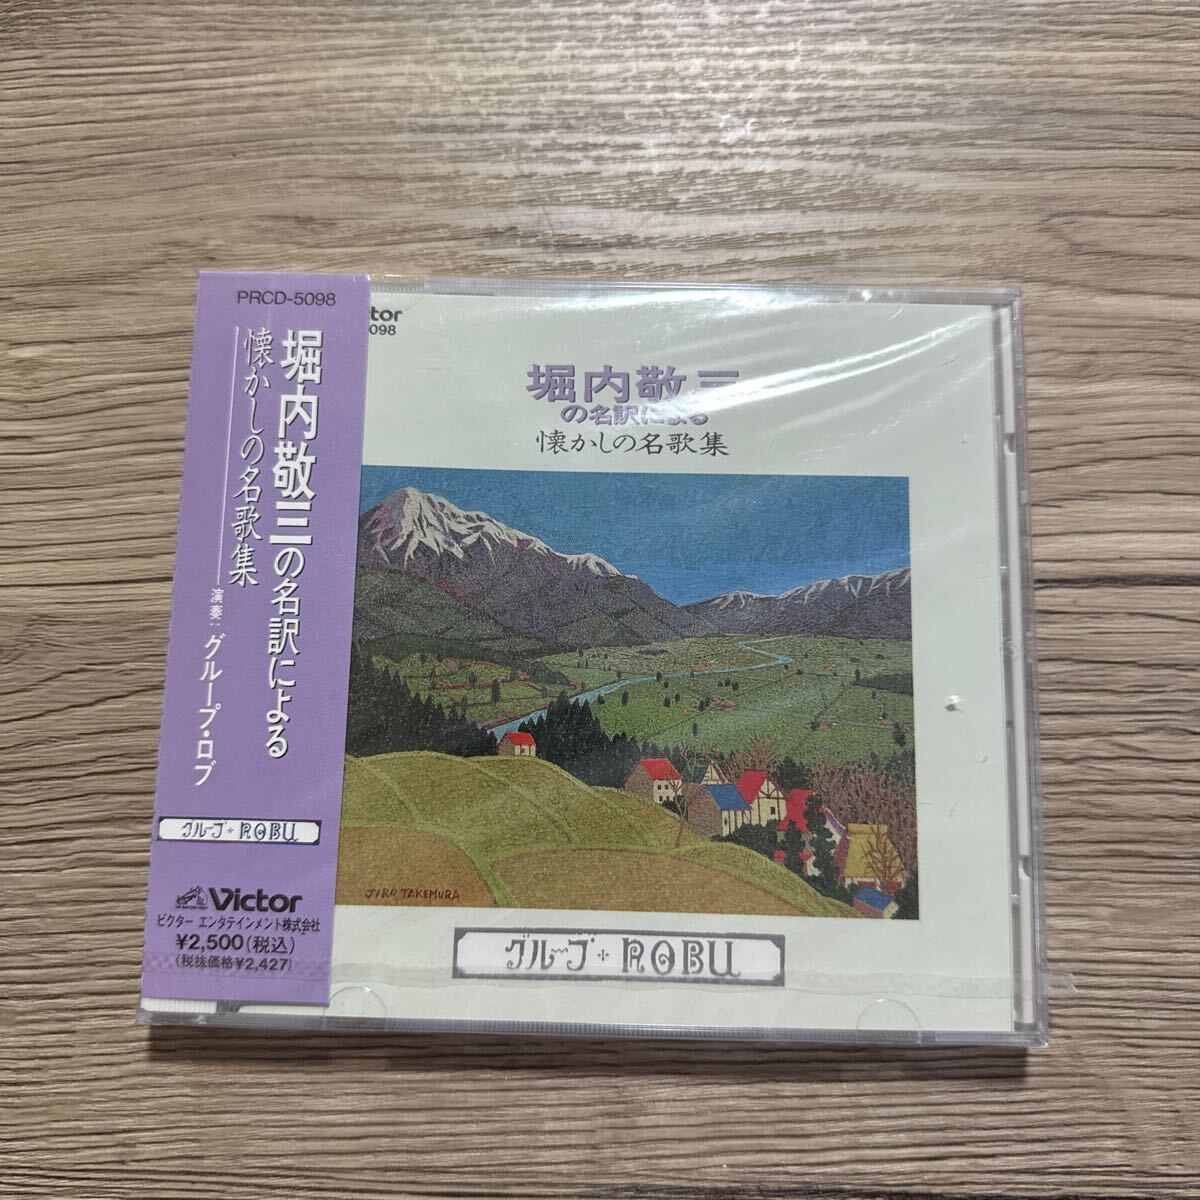 PRCD-5098
堀内敬三の名訳による
懐かしの名歌集
演奏:グループ・ロブ
グループ+ROBU
Victor
ビクター エンタテインメント株式会社
¥2,500(税込)
(税抜価格¥2,427)
ctor
098
堀内敬三
の名訳による
懐かしの名歌集
JIRO TAKEMURA
グループ+ROBU